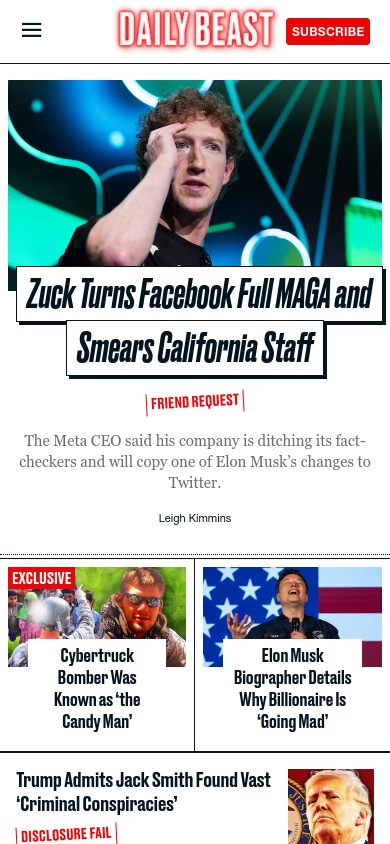 DAILY BEAST
SUBSCRIBE
Zuck Turns Facebook Full MAGA and
Smears California Staff
FRIEND REQUEST
The Meta CEO said his company is ditching its fact-
checkers and will copy one of Elon Musk’s changes to
Twitter.
Leigh Kimmins
EXCLUSIVE
Cybertruck
Bomber Was
Known as ‘the
Candy Man’
Elon Musk
Biographer Details
Why Billionaire Is
‘Going Mad’
Trump Admits Jack Smith Found Vast
‘Criminal Conspiracies’
DISCLOSURE FAIL